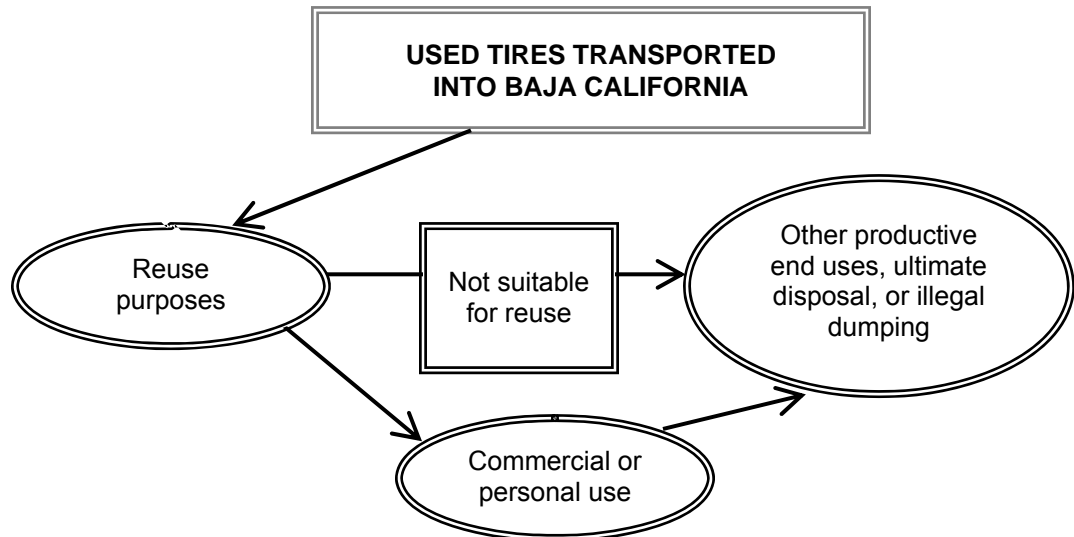 USED TIRES TRANSPORTED
INTO BAJA CALIFORNIA
Reuse
purposes
Not suitable
for reuse
Other productive
end uses, ultimate
disposal, or illegal
dumping
Commercial or
personal use